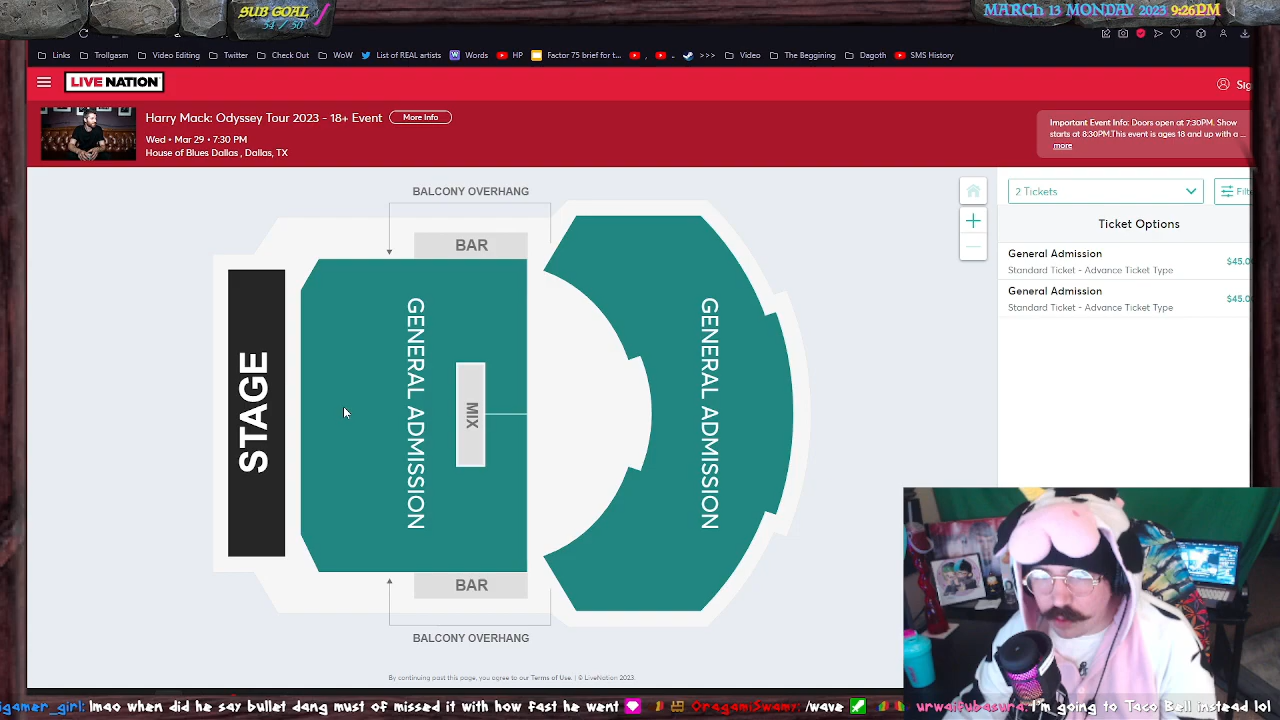 SUB GOAL
54 / 50
MARCH 13 MONDAY 2023 9:26PM
Links
Trollgasm
Video Editing
Twitter
Check Out
WoW
List of REAL artists
Words
HP
Factor 75 brief for t...
,
-
>>>
Video
The Beggining
Dagoth
SMS History
LIVE NATION
Sig
Harry Mack: Odyssey Tour 2023 - 18+ Event
More Info
Wed • Mar 29 • 7:30 PM
House of Blues Dallas , Dallas, TX
Important Event Info: Doors open at 7:30PM. Show
starts at 8:30PM.This event is ages 18 and up with a ...
more
BALCONY OVERHANG
BAR
STAGE
GENERAL ADMISSION
MIX
GENERAL ADMISSION
BAR
BALCONY OVERHANG
2 Tickets
Filte
Ticket Options
General Admission
Standard Ticket - Advance Ticket Type
$45.0
General Admission
Standard Ticket - Advance Ticket Type
$45.0
By continuing past this page, you agree to our Terms of Use. | © LiveNation 2023.
igamer_girl: lmao when did he say bullet dang must of missed it with how fast he went
OragamiSwamy: /wave
urwaifubasura: I'm going to Taco Bell instead lol